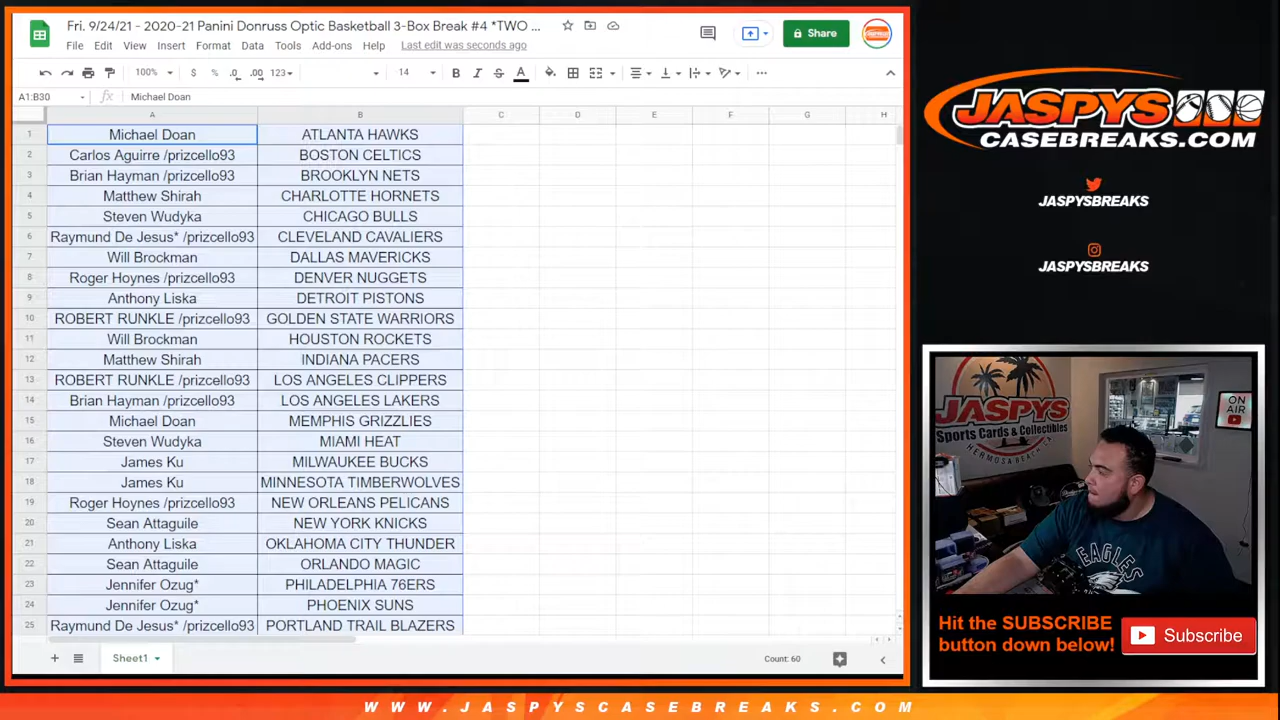 Fri. 9/24/21 - 2020-21 Panini Donruss Optic Basketball 3-Box Break #4 *TWO ...
File Edit View Insert Format Data Tools Add-ons Help Last edit was seconds ago
Share
100% $ % .0 .00 123 14 B I S A
A1:B30 fx Michael Doan
A B C D E F G H
1 Michael Doan ATLANTA HAWKS
2 Carlos Aguirre /prizcello93 BOSTON CELTICS
3 Brian Hayman /prizcello93 BROOKLYN NETS
4 Matthew Shirah CHARLOTTE HORNETS
5 Steven Wudyka CHICAGO BULLS
6 Raymund De Jesus* /prizcello93 CLEVELAND CAVALIERS
7 Will Brockman DALLAS MAVERICKS
8 Roger Hoynes /prizcello93 DENVER NUGGETS
9 Anthony Liska DETROIT PISTONS
10 ROBERT RUNKLE /prizcello93 GOLDEN STATE WARRIORS
11 Will Brockman HOUSTON ROCKETS
12 Matthew Shirah INDIANA PACERS
13 ROBERT RUNKLE /prizcello93 LOS ANGELES CLIPPERS
14 Brian Hayman /prizcello93 LOS ANGELES LAKERS
15 Michael Doan MEMPHIS GRIZZLIES
16 Steven Wudyka MIAMI HEAT
17 James Ku MILWAUKEE BUCKS
18 James Ku MINNESOTA TIMBERWOLVES
19 Roger Hoynes /prizcello93 NEW ORLEANS PELICANS
20 Sean Attaguile NEW YORK KNICKS
21 Anthony Liska OKLAHOMA CITY THUNDER
22 Sean Attaguile ORLANDO MAGIC
23 Jennifer Ozug* PHILADELPHIA 76ERS
24 Jennifer Ozug* PHOENIX SUNS
25 Raymund De Jesus* /prizcello93 PORTLAND TRAIL BLAZERS
Sheet1 Count: 60
JASPYS
CASEBREAKS.COM
JASPYSBREAKS
JASPYSBREAKS
JASPYS
Sports Cards & Collectibles
HERMOSA BEACH
ON
AIR
EAGLES
Hit the SUBSCRIBE
button down below!
Subscribe
WWW.JASPYSCASEBREAKS.COM